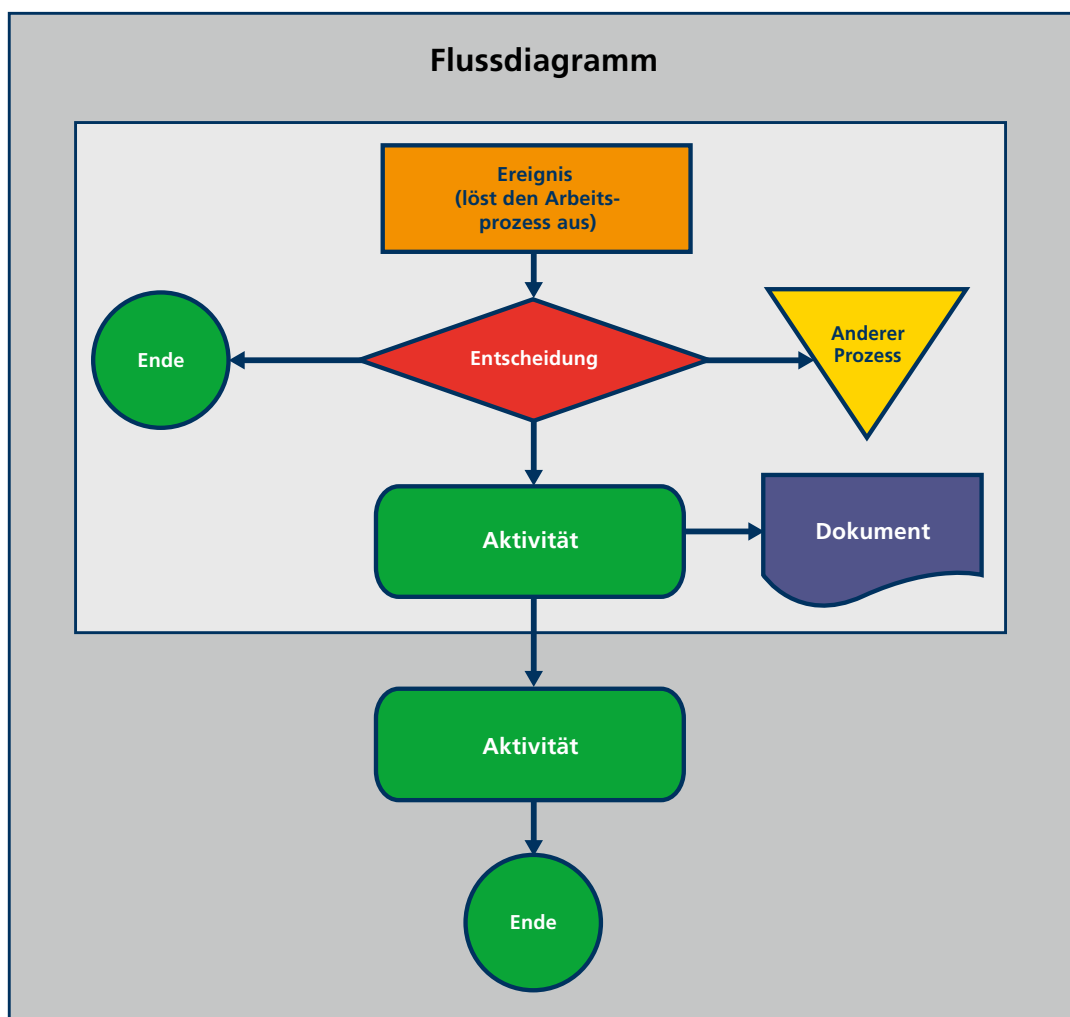 Flussdiagramm
Ereignis
(löst den Arbeits-
prozess aus)
Ende
Entscheidung
Anderer
Prozess
Aktivität
Dokument
Aktivität
Ende